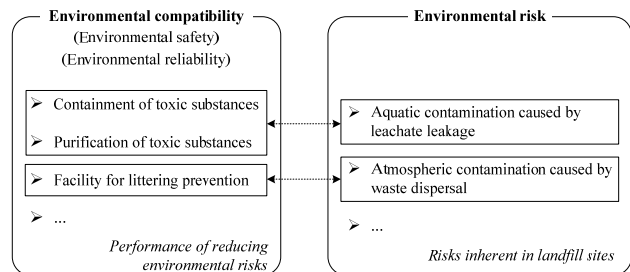 Environmental compatibility
(Environmental safety)
(Environmental reliability)
➢ Containment of toxic substances
➢ Purification of toxic substances
➢ Facility for littering prevention
➢ ...
Performance of reducing
environmental risks
Environmental risk
➢ Aquatic contamination caused by
leachate leakage
➢ Atmospheric contamination caused by
waste dispersal
➢ ...
Risks inherent in landfill sites